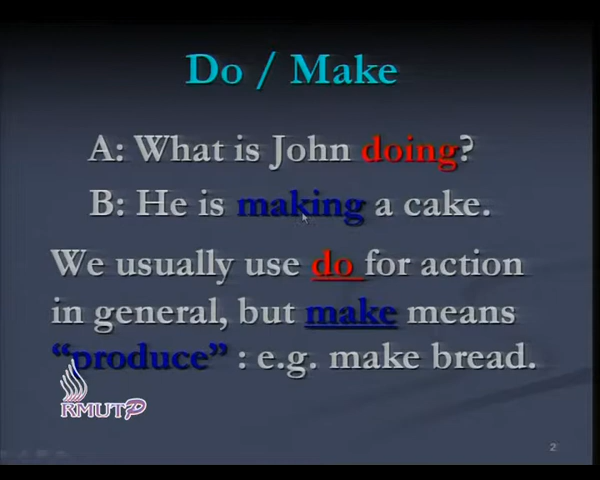 Do / Make
A: What is John doing?
B: He is making a cake.
We usually use do for action
in general, but make means
“produce” : e.g. make bread.
RMUTP
2